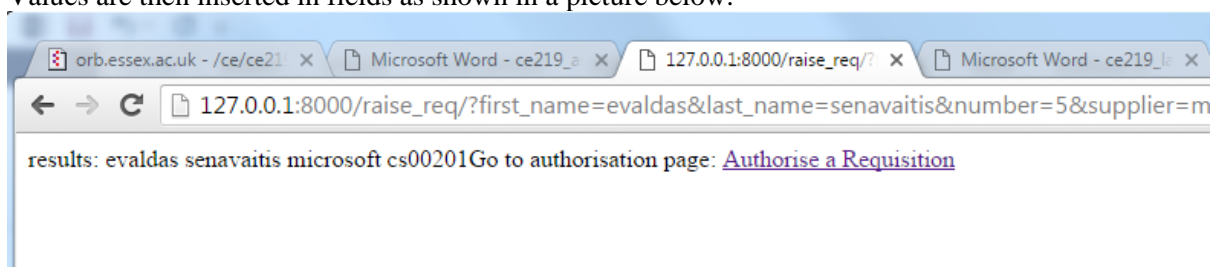 Values are then inserted in fields as shown in a picture below.
orb.essex.ac.uk - /ce/ce21 Microsoft Word - ce219_a 127.0.0.1:8000/raise_req/? Microsoft Word - ce219_la
127.0.0.1:8000/raise_req/?first_name=evaldas&last_name=senavaitis&number=5&supplier=m
results: evaldas senavaitis microsoft cs00201Go to authorisation page: Authorise a Requisition